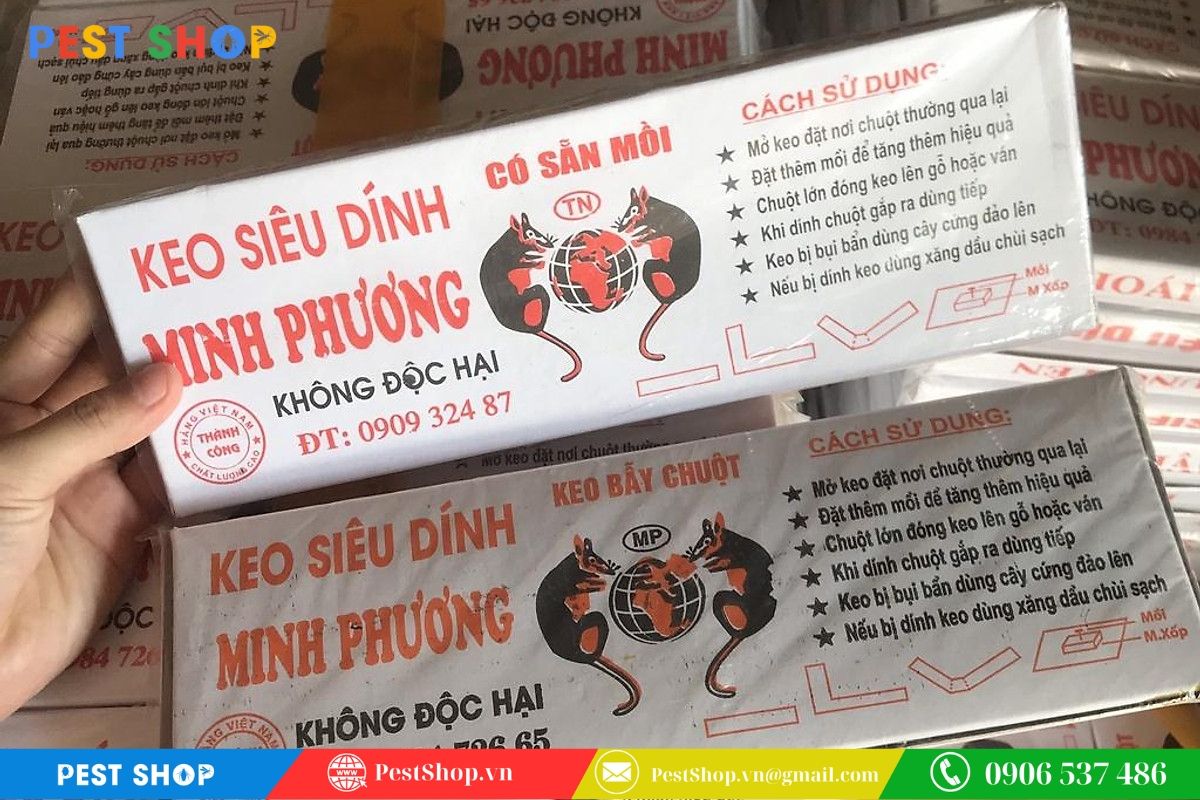 PEST SHOP
KEO SIÊU DÍNH
MINH PHƯƠNG
KHÔNG ĐỘC HẠI
ĐT: 0909 324 87
HÀNG VIỆT NAM
THÀNH CÔNG
CHẤT LƯỢNG CAO
CÓ SẴN MỒI
TN
CÁCH SỬ DỤNG:
★ Mở keo đặt nơi chuột thường qua lại
★ Đặt thêm mồi để tăng thêm hiệu quả
★ Chuột lớn đóng keo lên gỗ hoặc ván
★ Khi dính chuột gắp ra dùng tiếp
★ Keo bị bụi bẩn dùng cây cứng đảo lên
★ Nếu bị dính keo dùng xăng dầu chùi sạch
Mồi
M.Xốp
KEO SIÊU DÍNH
MINH PHƯƠNG
KHÔNG ĐỘC HẠI
726 65
HÀNG VIỆT NAM
KEO BẪY CHUỘT
MP
CÁCH SỬ DỤNG:
★ Mở keo đặt nơi chuột thường qua lại
★ Đặt thêm mồi để tăng thêm hiệu quả
★ Chuột lớn đóng keo lên gỗ hoặc ván
★ Khi dính chuột gắp ra dùng tiếp
★ Keo bị bụi bẩn dùng cây cứng đảo lên
★ Nếu bị dính keo dùng xăng dầu chùi sạch
Mồi
M.Xốp
PEST SHOP
PestShop.vn
PestShop.vn@gmail.com
0906 537 486